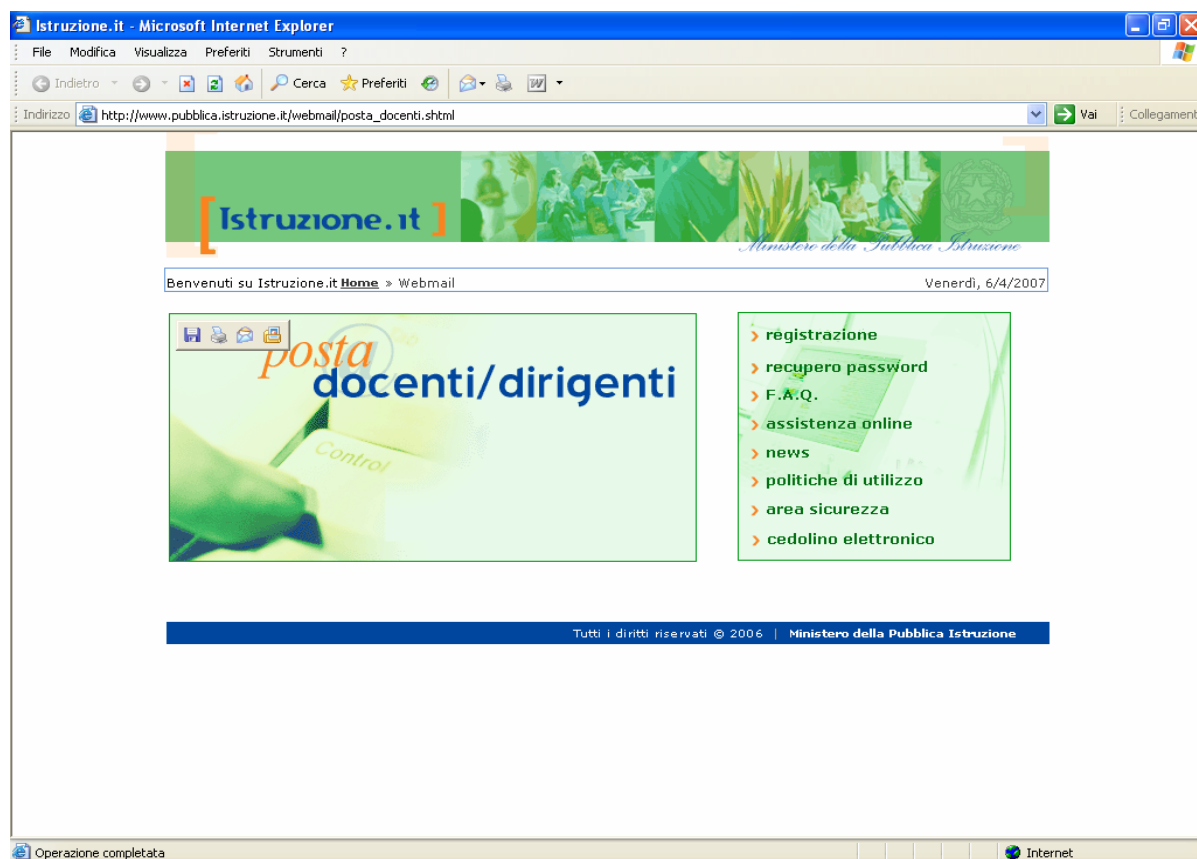 Istruzione.it - Microsoft Internet Explorer
File Modifica Visualizza Preferiti Strumenti ?
Indietro Cerca Preferiti
Indirizzo http://www.pubblica.istruzione.it/webmail/posta_docenti.shtml Vai Collegament
[Istruzione.it]
Ministero della Pubblica Istruzione
Benvenuti su Istruzione.it Home » Webmail Venerdì, 6/4/2007
posta
docenti/dirigenti
Control
› registrazione
› recupero password
› F.A.Q.
› assistenza online
› news
› politiche di utilizzo
› area sicurezza
› cedolino elettronico
Tutti i diritti riservati © 2006 | Ministero della Pubblica Istruzione
Operazione completata Internet